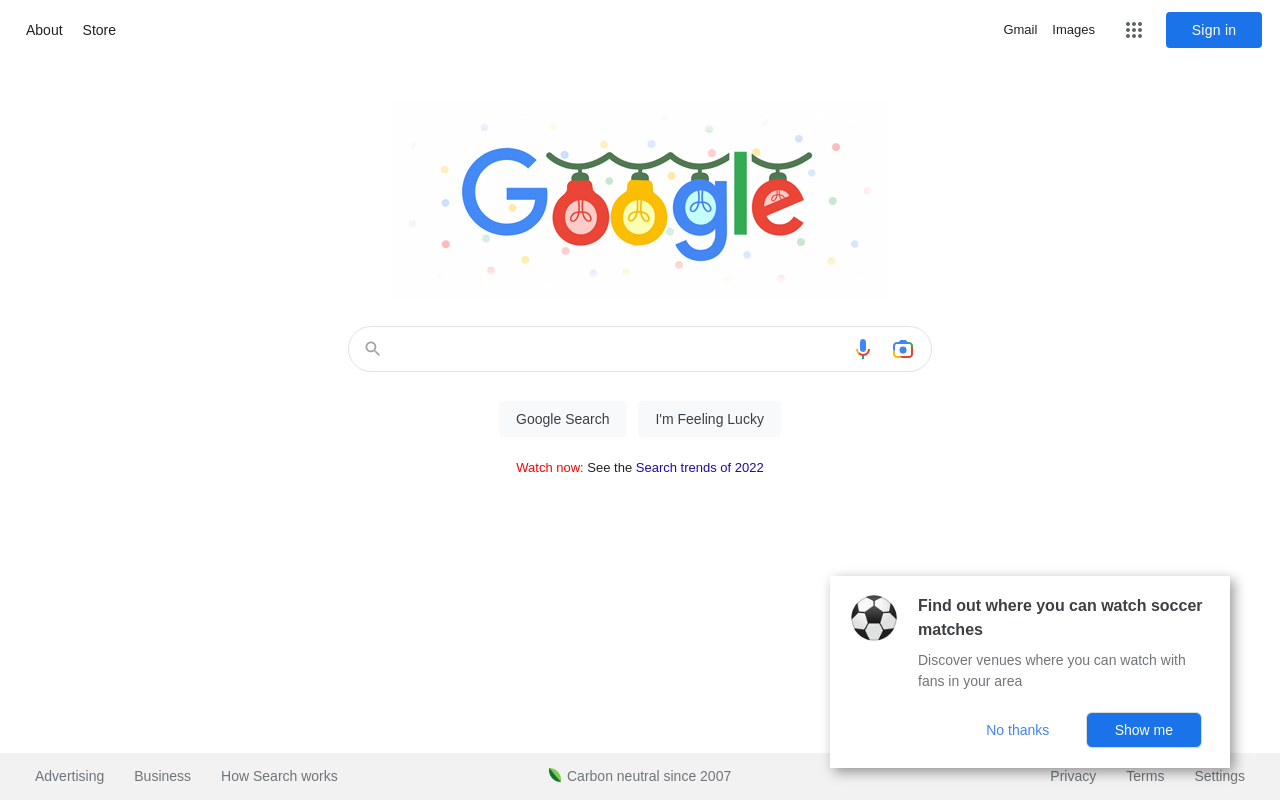 About Store
Gmail Images Sign in
Google
Google Search I'm Feeling Lucky
Watch now: See the Search trends of 2022
Find out where you can watch soccer
matches
Discover venues where you can watch with
fans in your area
No thanks Show me
Advertising Business How Search works Carbon neutral since 2007 Privacy Terms Settings